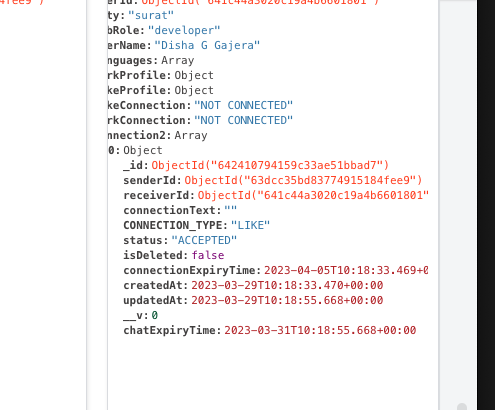 erId: ObjectId("641c44a3020c19a4b6601801")
fee9")
ty: "surat"
bRole: "developer"
erName: "Disha G Gajera"
nguages: Array
rkProfile: Object
keProfile: Object
keConnection: "NOT CONNECTED"
rkConnection: "NOT CONNECTED"
nnection2: Array
0: Object
_id: ObjectId("642410794159c33ae51bbad7")
senderId: ObjectId("63dcc35bd83774915184fee9")
receiverId: ObjectId("641c44a3020c19a4b6601801"
connectionText: ""
CONNECTION_TYPE: "LIKE"
status: "ACCEPTED"
isDeleted: false
connectionExpiryTime: 2023-04-05T10:18:33.469+0
createdAt: 2023-03-29T10:18:33.470+00:00
updatedAt: 2023-03-29T10:18:55.668+00:00
__v: 0
chatExpiryTime: 2023-03-31T10:18:55.668+00:00